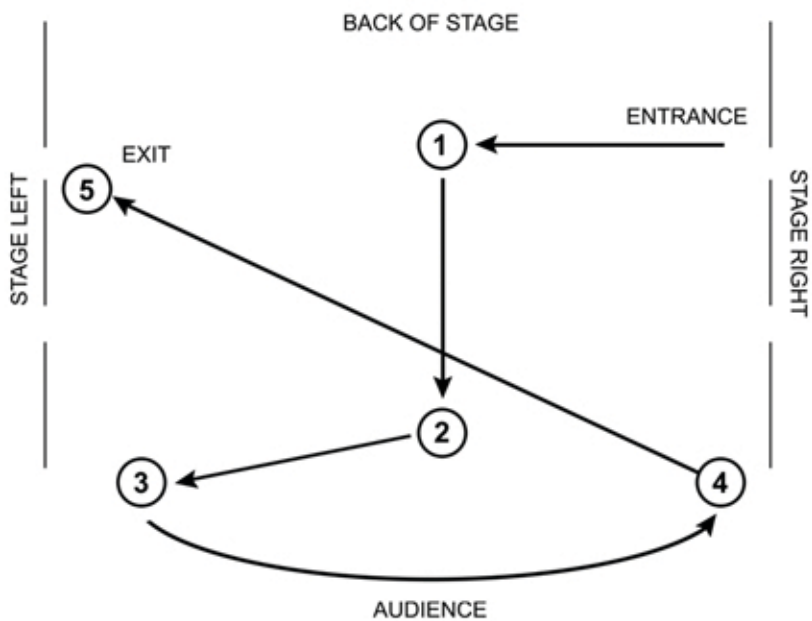 BACK OF STAGE
ENTRANCE
1
EXIT
5
STAGE LEFT
STAGE RIGHT
2
3
4
AUDIENCE